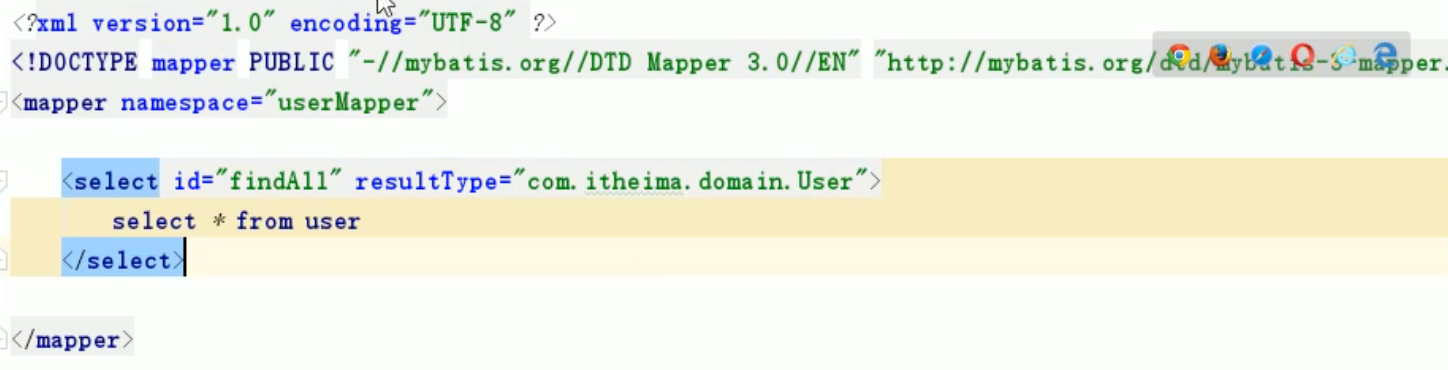 <?xml version="1.0" encoding="UTF-8" ?>
<!DOCTYPE mapper PUBLIC "-//mybatis.org//DTD Mapper 3.0//EN" "http://mybatis.org/dtd/mybatis-3-mapper.
<mapper namespace="userMapper">
<select id="findAll" resultType="com.itheima.domain.User">
select * from user
</select>
</mapper>